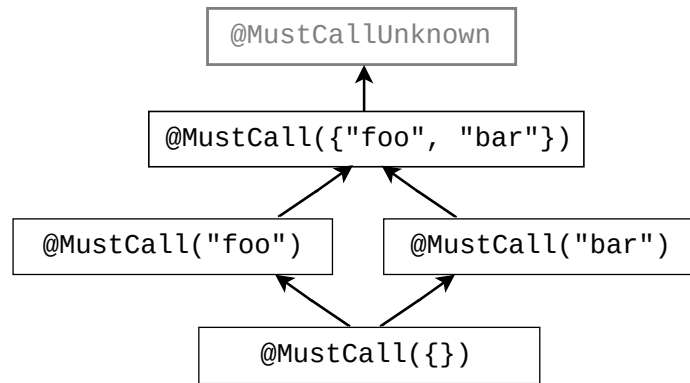 @MustCallUnknown
@MustCall({"foo", "bar"})
@MustCall("foo")
@MustCall("bar")
@MustCall({})